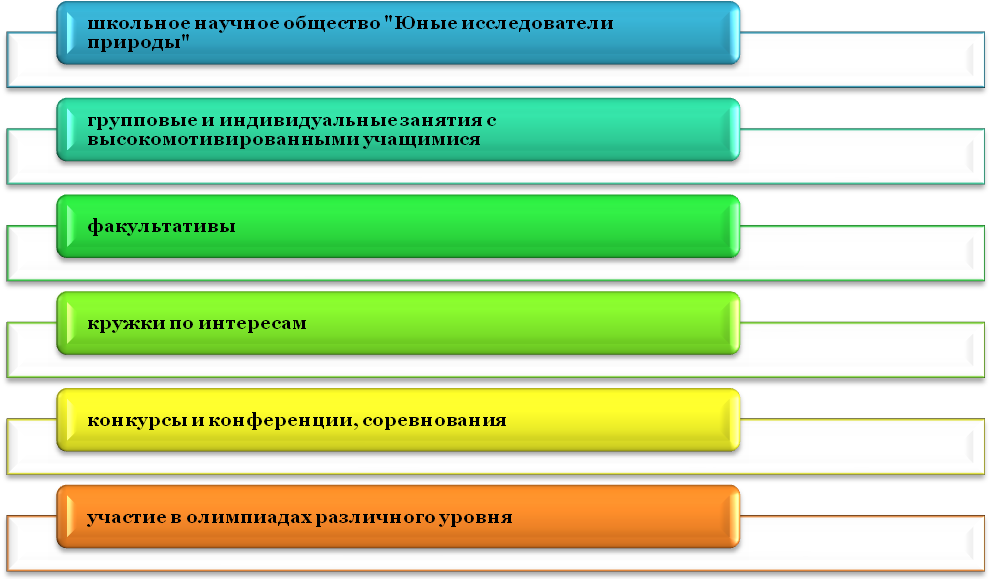 школьное научное общество "Юные исследователи
природы"
групповые и индивидуальные занятия с
высокомотивированными учащимися
факультативы
кружки по интересам
конкурсы и конференции, соревнования
участие в олимпиадах различного уровня